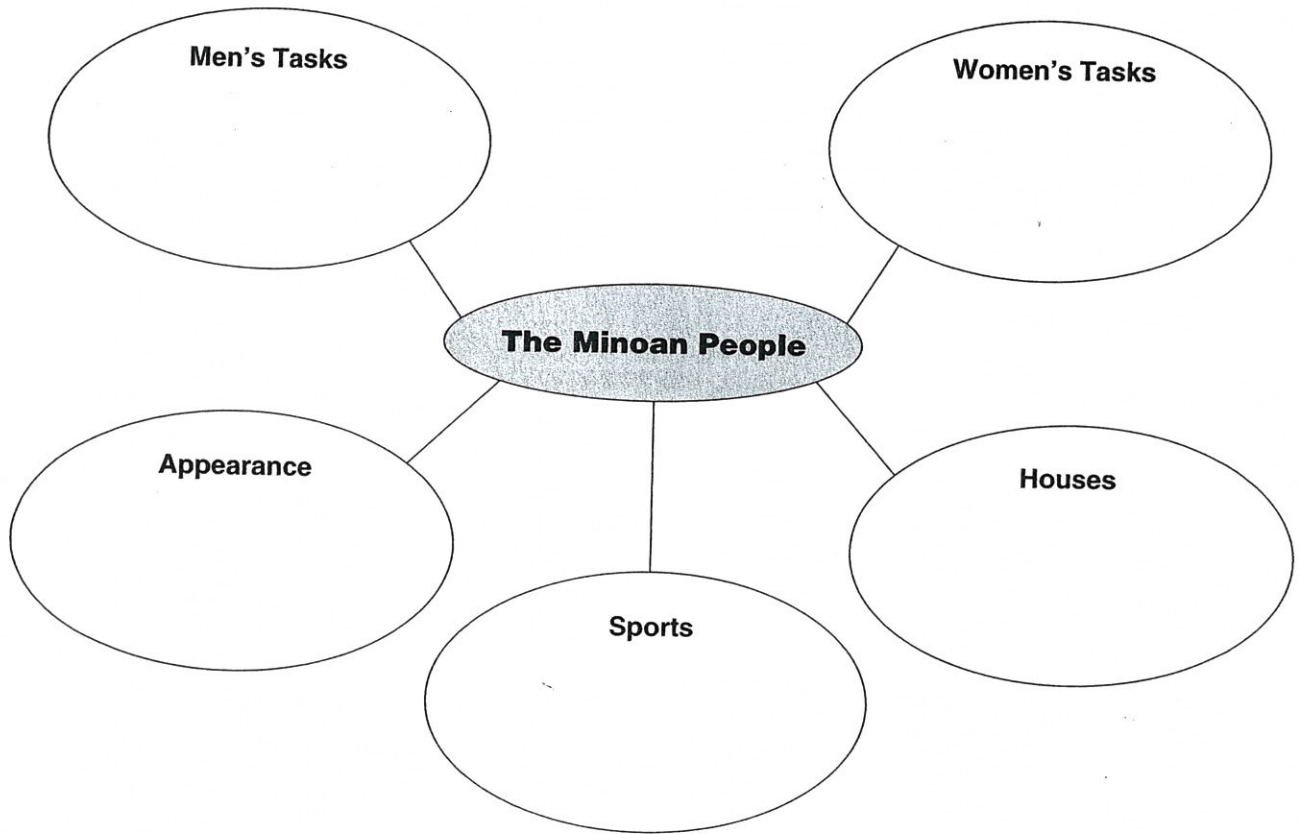 Men's Tasks
Women's Tasks
The Minoan People
Appearance
Houses
Sports